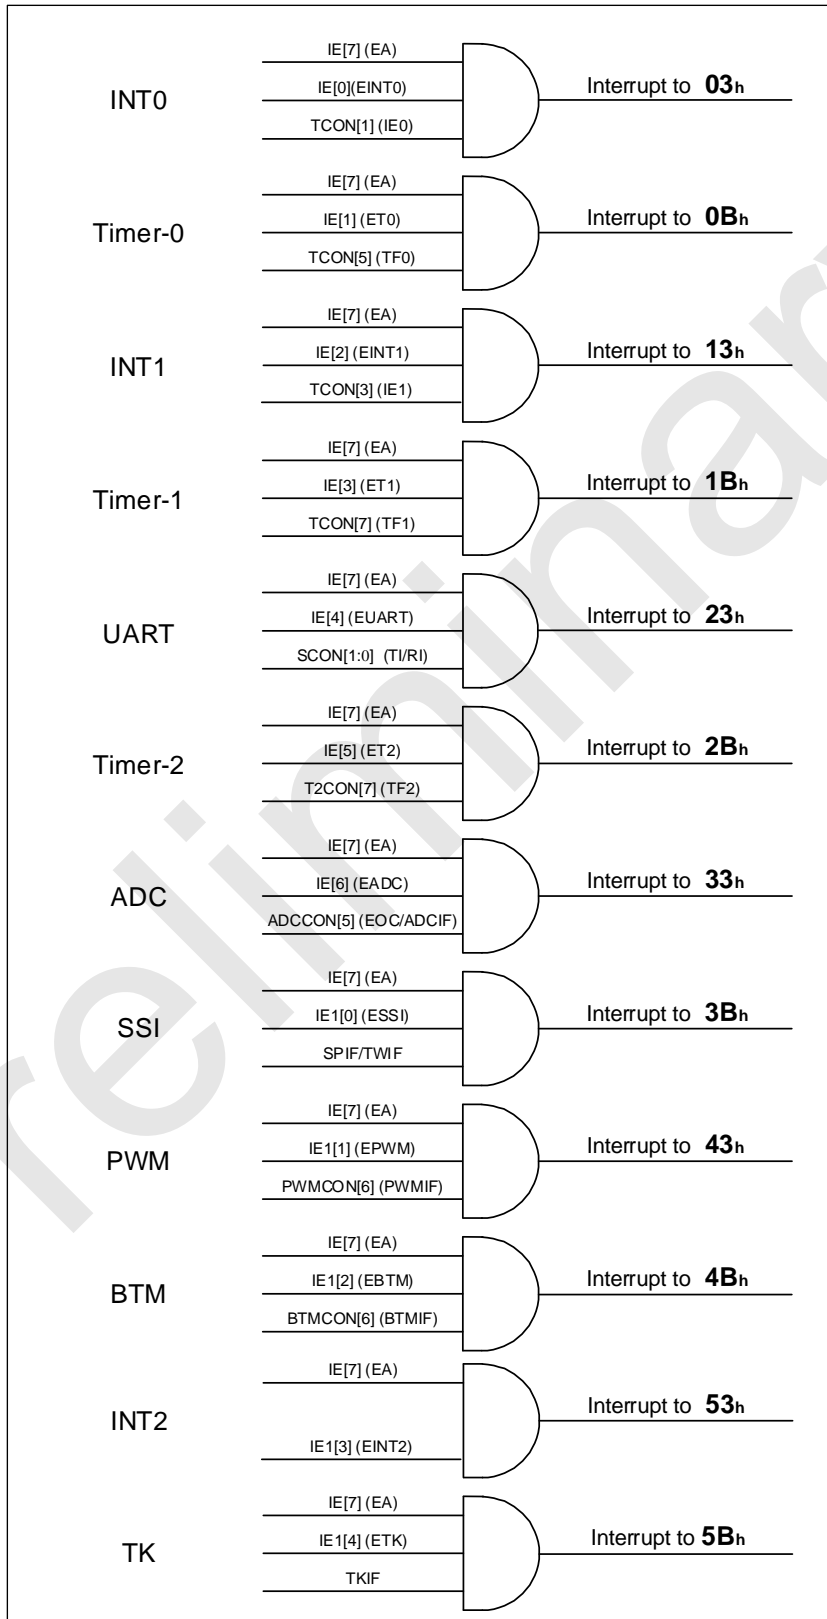 IE[7] (EA)
INT0 IE[0](EINT0) Interrupt to 03h
TCON[1] (IE0)
IE[7] (EA)
Timer-0 IE[1] (ET0) Interrupt to 0Bh
TCON[5] (TF0)
IE[7] (EA)
INT1 IE[2] (EINT1) Interrupt to 13h
TCON[3] (IE1)
IE[7] (EA)
Timer-1 IE[3] (ET1) Interrupt to 1Bh
TCON[7] (TF1)
IE[7] (EA)
UART IE[4] (EUART) Interrupt to 23h
SCON[1:0] (TI/RI)
IE[7] (EA)
Timer-2 IE[5] (ET2) Interrupt to 2Bh
T2CON[7] (TF2)
IE[7] (EA)
ADC IE[6] (EADC) Interrupt to 33h
ADCCON[5] (EOC/ADCIF)
IE[7] (EA)
SSI IE1[0] (ESSI) Interrupt to 3Bh
SPIF/TWIF
IE[7] (EA)
PWM IE1[1] (EPWM) Interrupt to 43h
PWMCON[6] (PWMIF)
IE[7] (EA)
BTM IE1[2] (EBTM) Interrupt to 4Bh
BTMCON[6] (BTMIF)
IE[7] (EA)
INT2 Interrupt to 53h
IE1[3] (EINT2)
IE[7] (EA)
TK IE1[4] (ETK) Interrupt to 5Bh
TKIF
reliminar